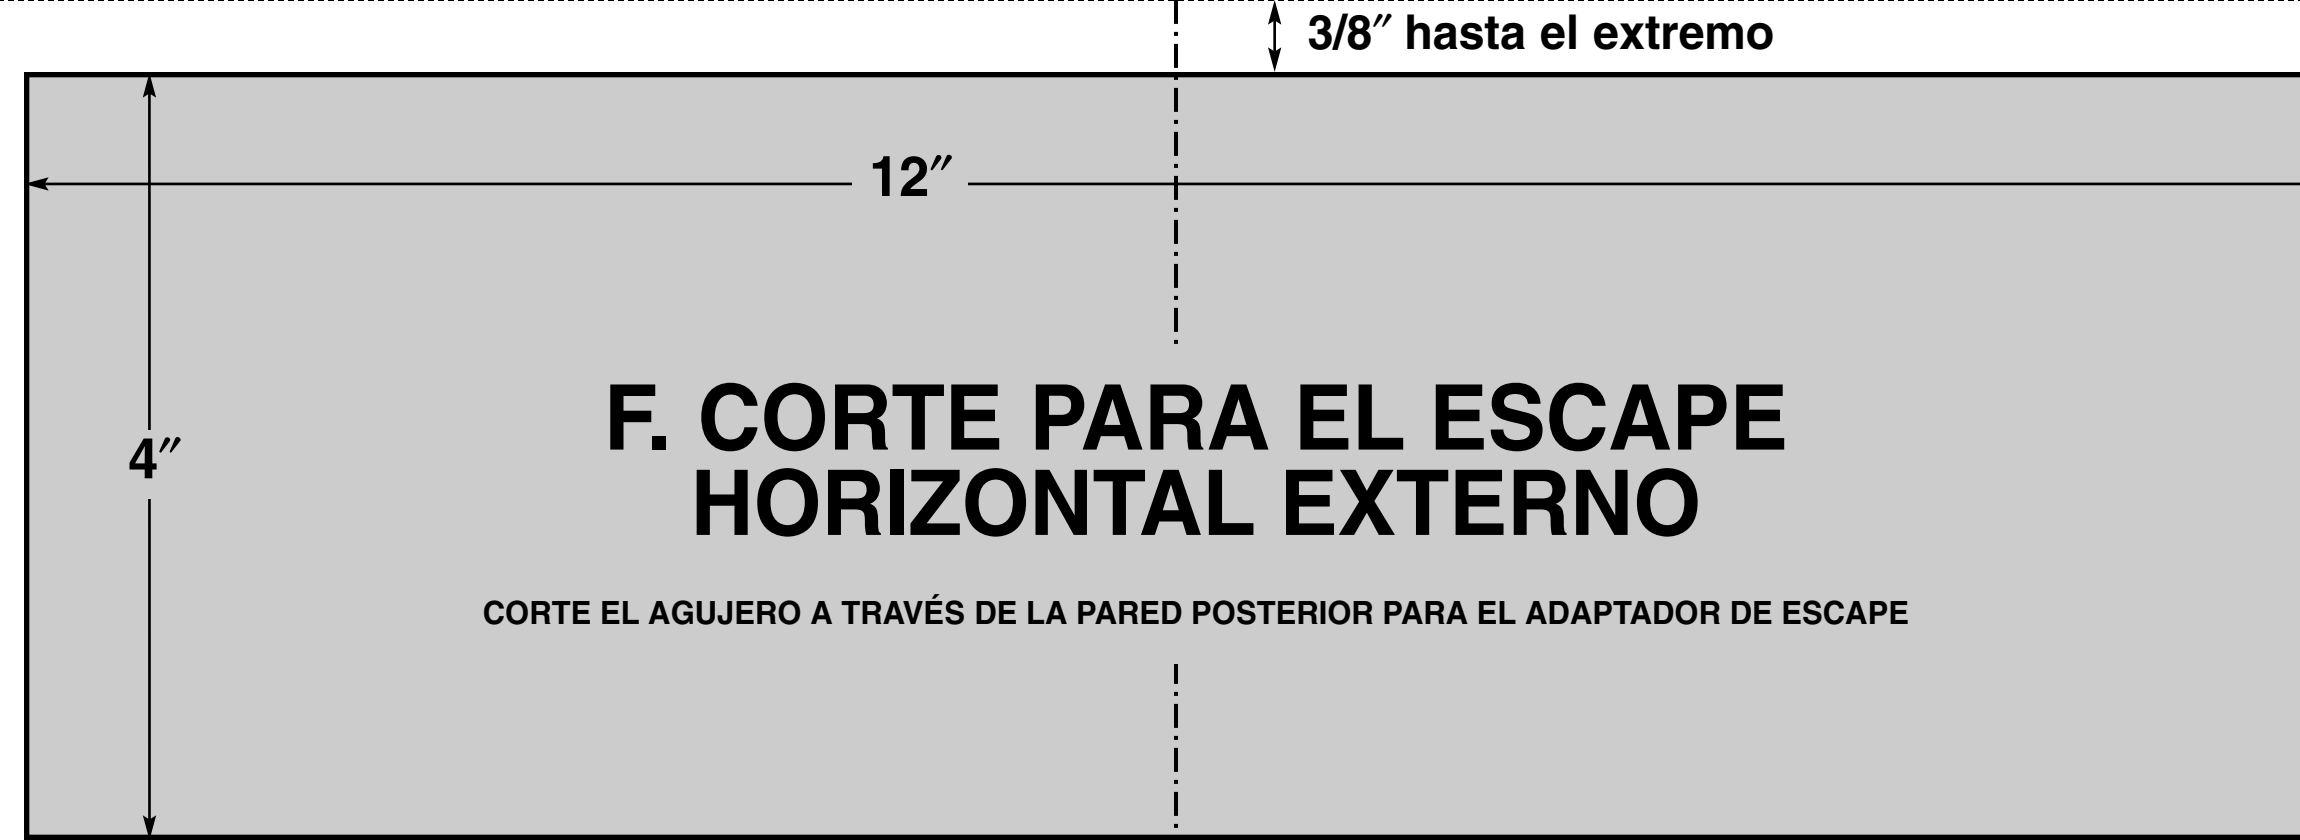 3/8″ hasta el extremo
12″
F. CORTE PARA EL ESCAPE
HORIZONTAL EXTERNO
4″
CORTE EL AGUJERO A TRAVÉS DE LA PARED POSTERIOR PARA EL ADAPTADOR DE ESCAPE